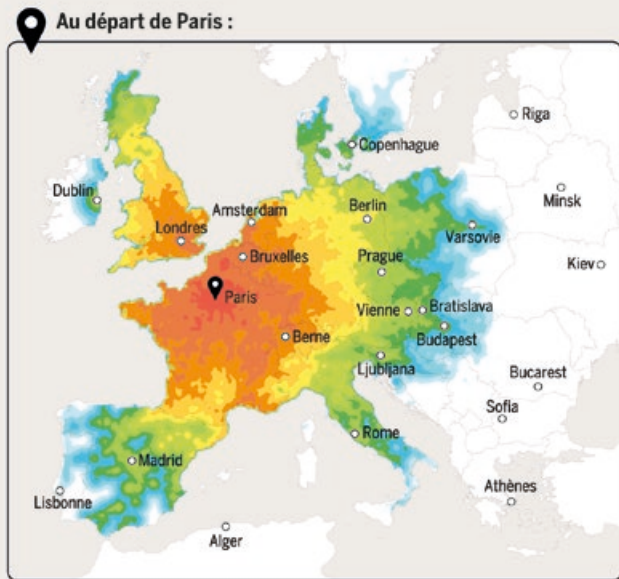 Au départ de Paris :
Riga
Copenhague
Dublin
Minsk
Amsterdam
Berlin
Londres
Varsovie
Bruxelles
Prague
Kiev
Paris
Vienne
Bratislava
Budapest
Berne
Ljubljana
Bucarest
Sofia
Rome
Madrid
Lisbonne
Athènes
Alger